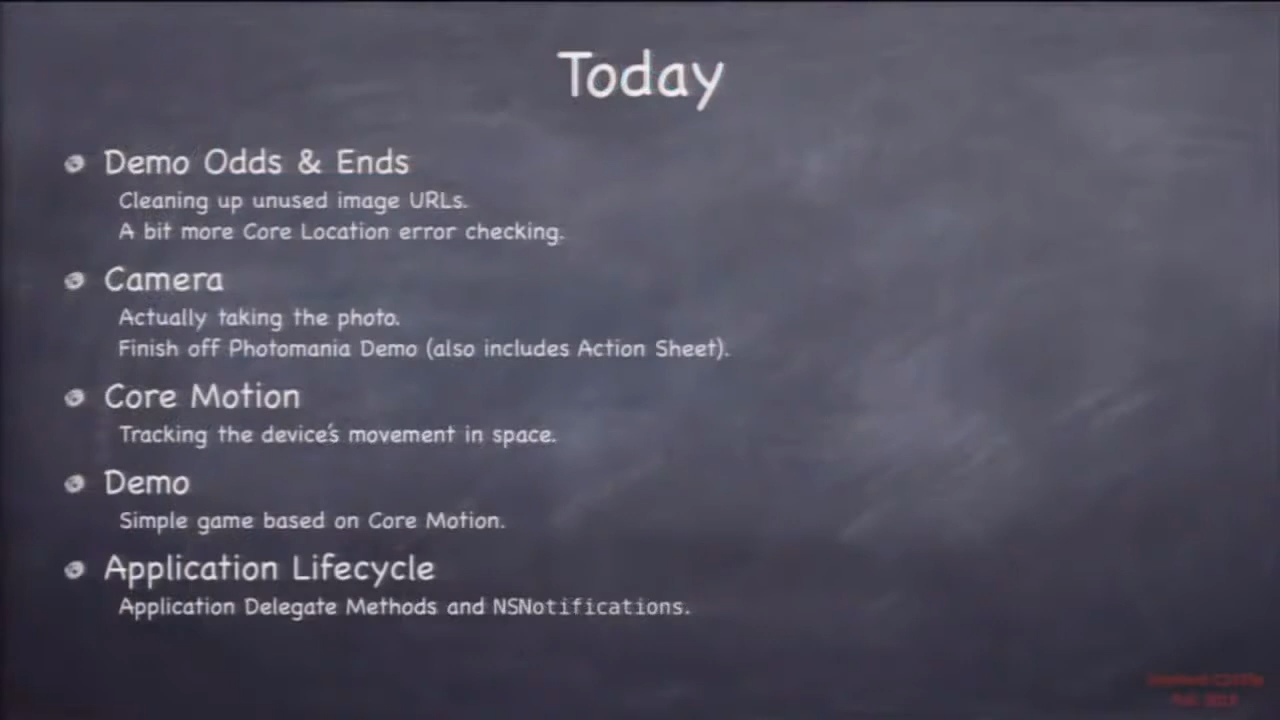 Today
Demo Odds & Ends
Cleaning up unused image URLs.
A bit more Core Location error checking.
Camera
Actually taking the photo.
Finish off Photomania Demo (also includes Action Sheet).
Core Motion
Tracking the device's movement in space.
Demo
Simple game based on Core Motion.
Application Lifecycle
Application Delegate Methods and NSNotifications.